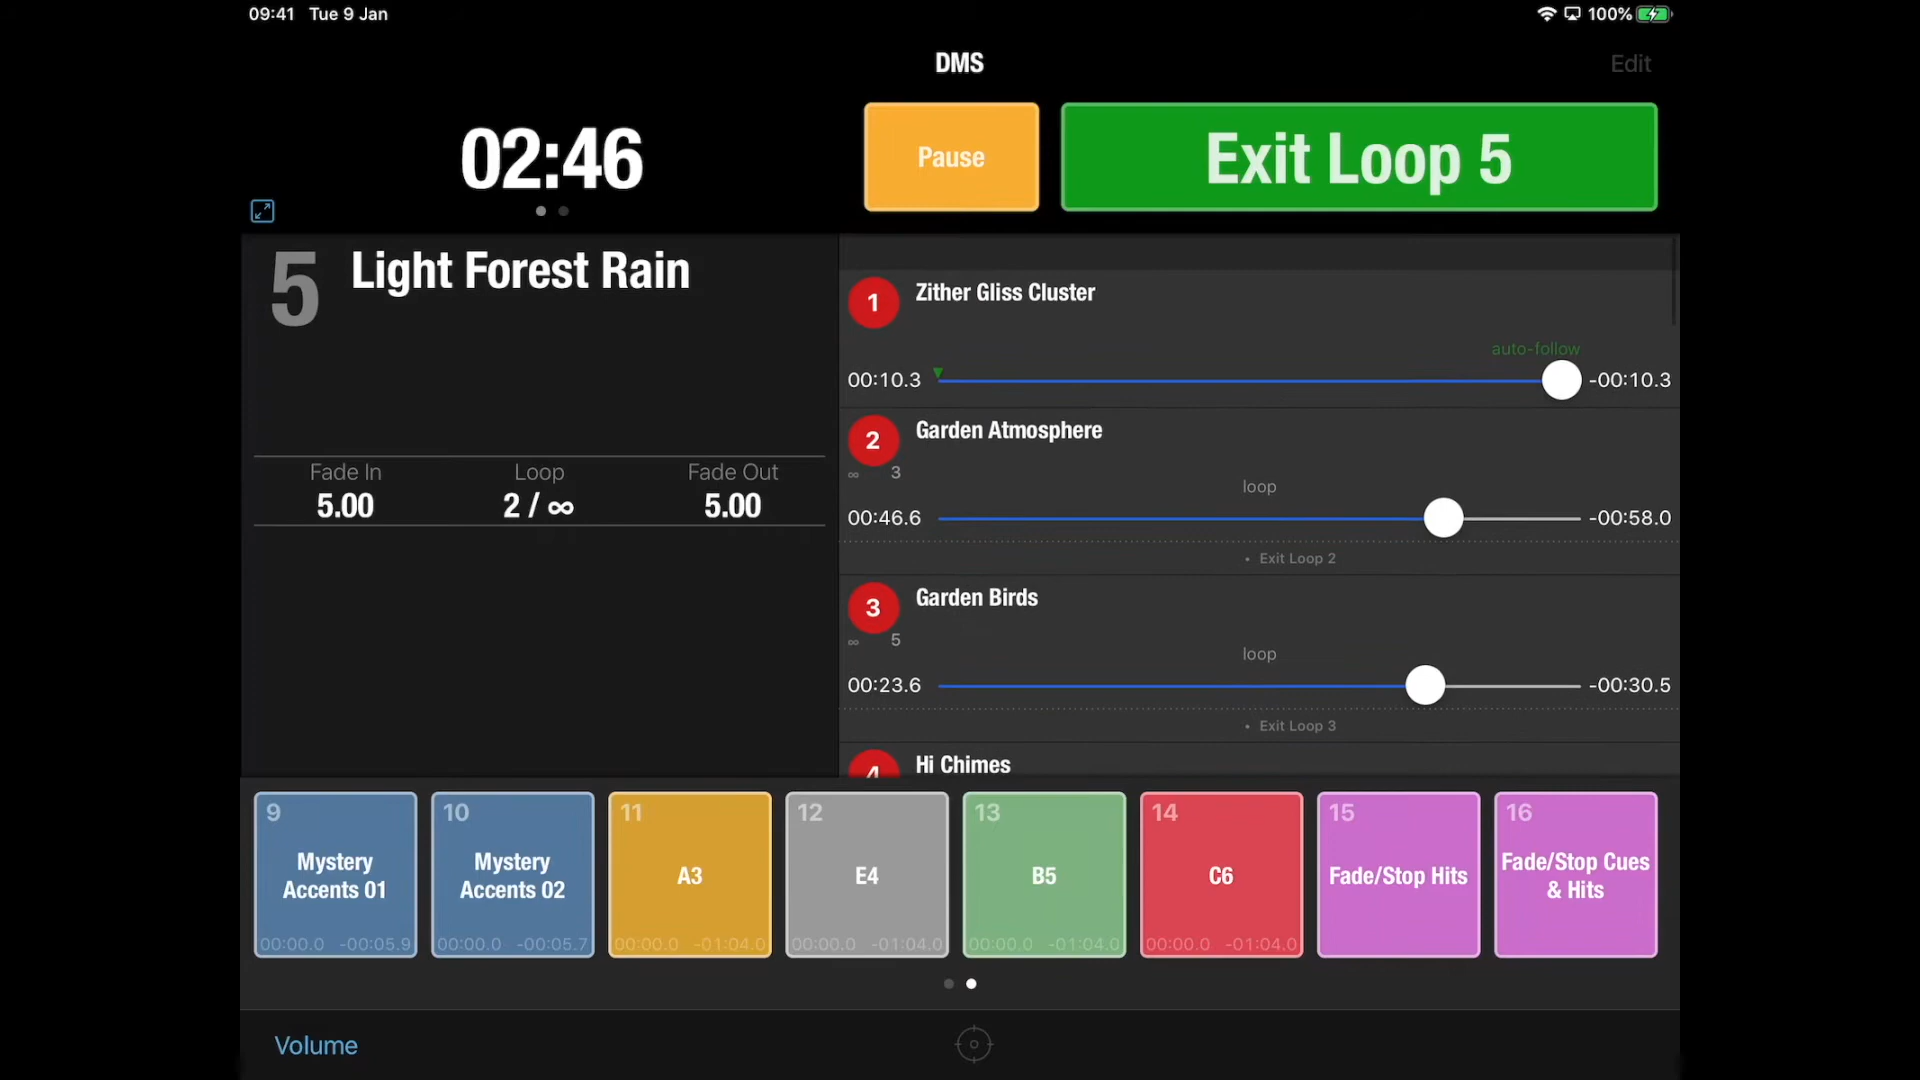 09:41 Tue 9 Jan
100%
DMS
Edit
02:46
Pause
Exit Loop 5
5 Light Forest Rain
Fade In Loop Fade Out
5.00 2 / ∞ 5.00
1 Zither Gliss Cluster
auto-follow
00:10.3 -00:10.3
2 Garden Atmosphere
∞ 3
loop
00:46.6 -00:58.0
• Exit Loop 2
3 Garden Birds
∞ 5
loop
00:23.6 -00:30.5
• Exit Loop 3
4 Hi Chimes
9
Mystery
Accents 01
00:00.0 -00:05.9
10
Mystery
Accents 02
00:00.0 -00:05.7
11
A3
00:00.0 -01:04.0
12
E4
00:00.0 -01:04.0
13
B5
00:00.0 -01:04.0
14
C6
00:00.0 -01:04.0
15
Fade/Stop Hits
16
Fade/Stop Cues
& Hits
Volume